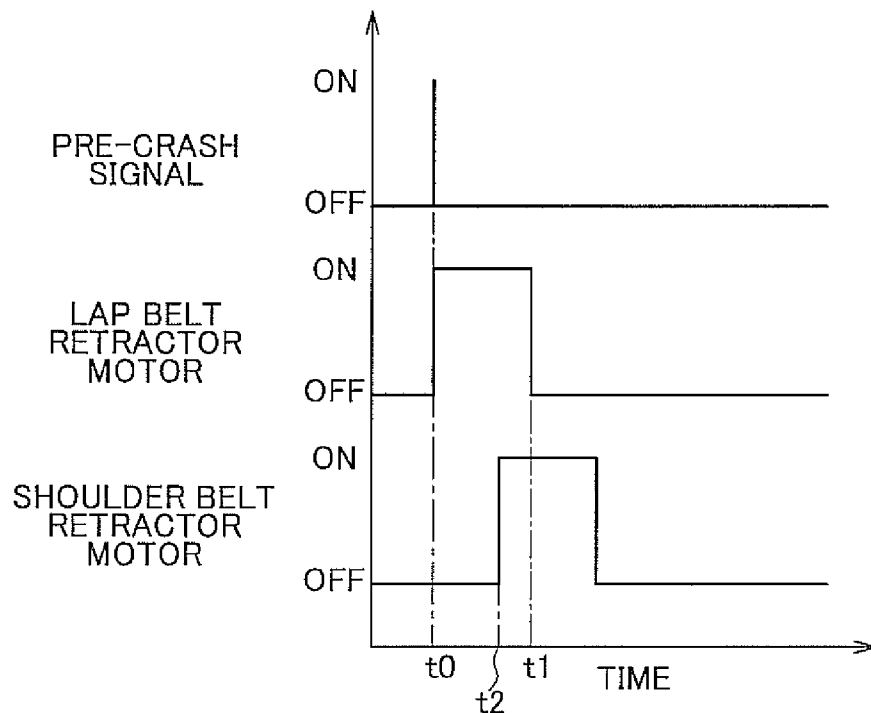 ON
PRE-CRASH
SIGNAL
OFF
ON
LAP BELT
RETRACTOR
MOTOR
OFF
ON
SHOULDER BELT
RETRACTOR
MOTOR
OFF
t0
t1
TIME
t2